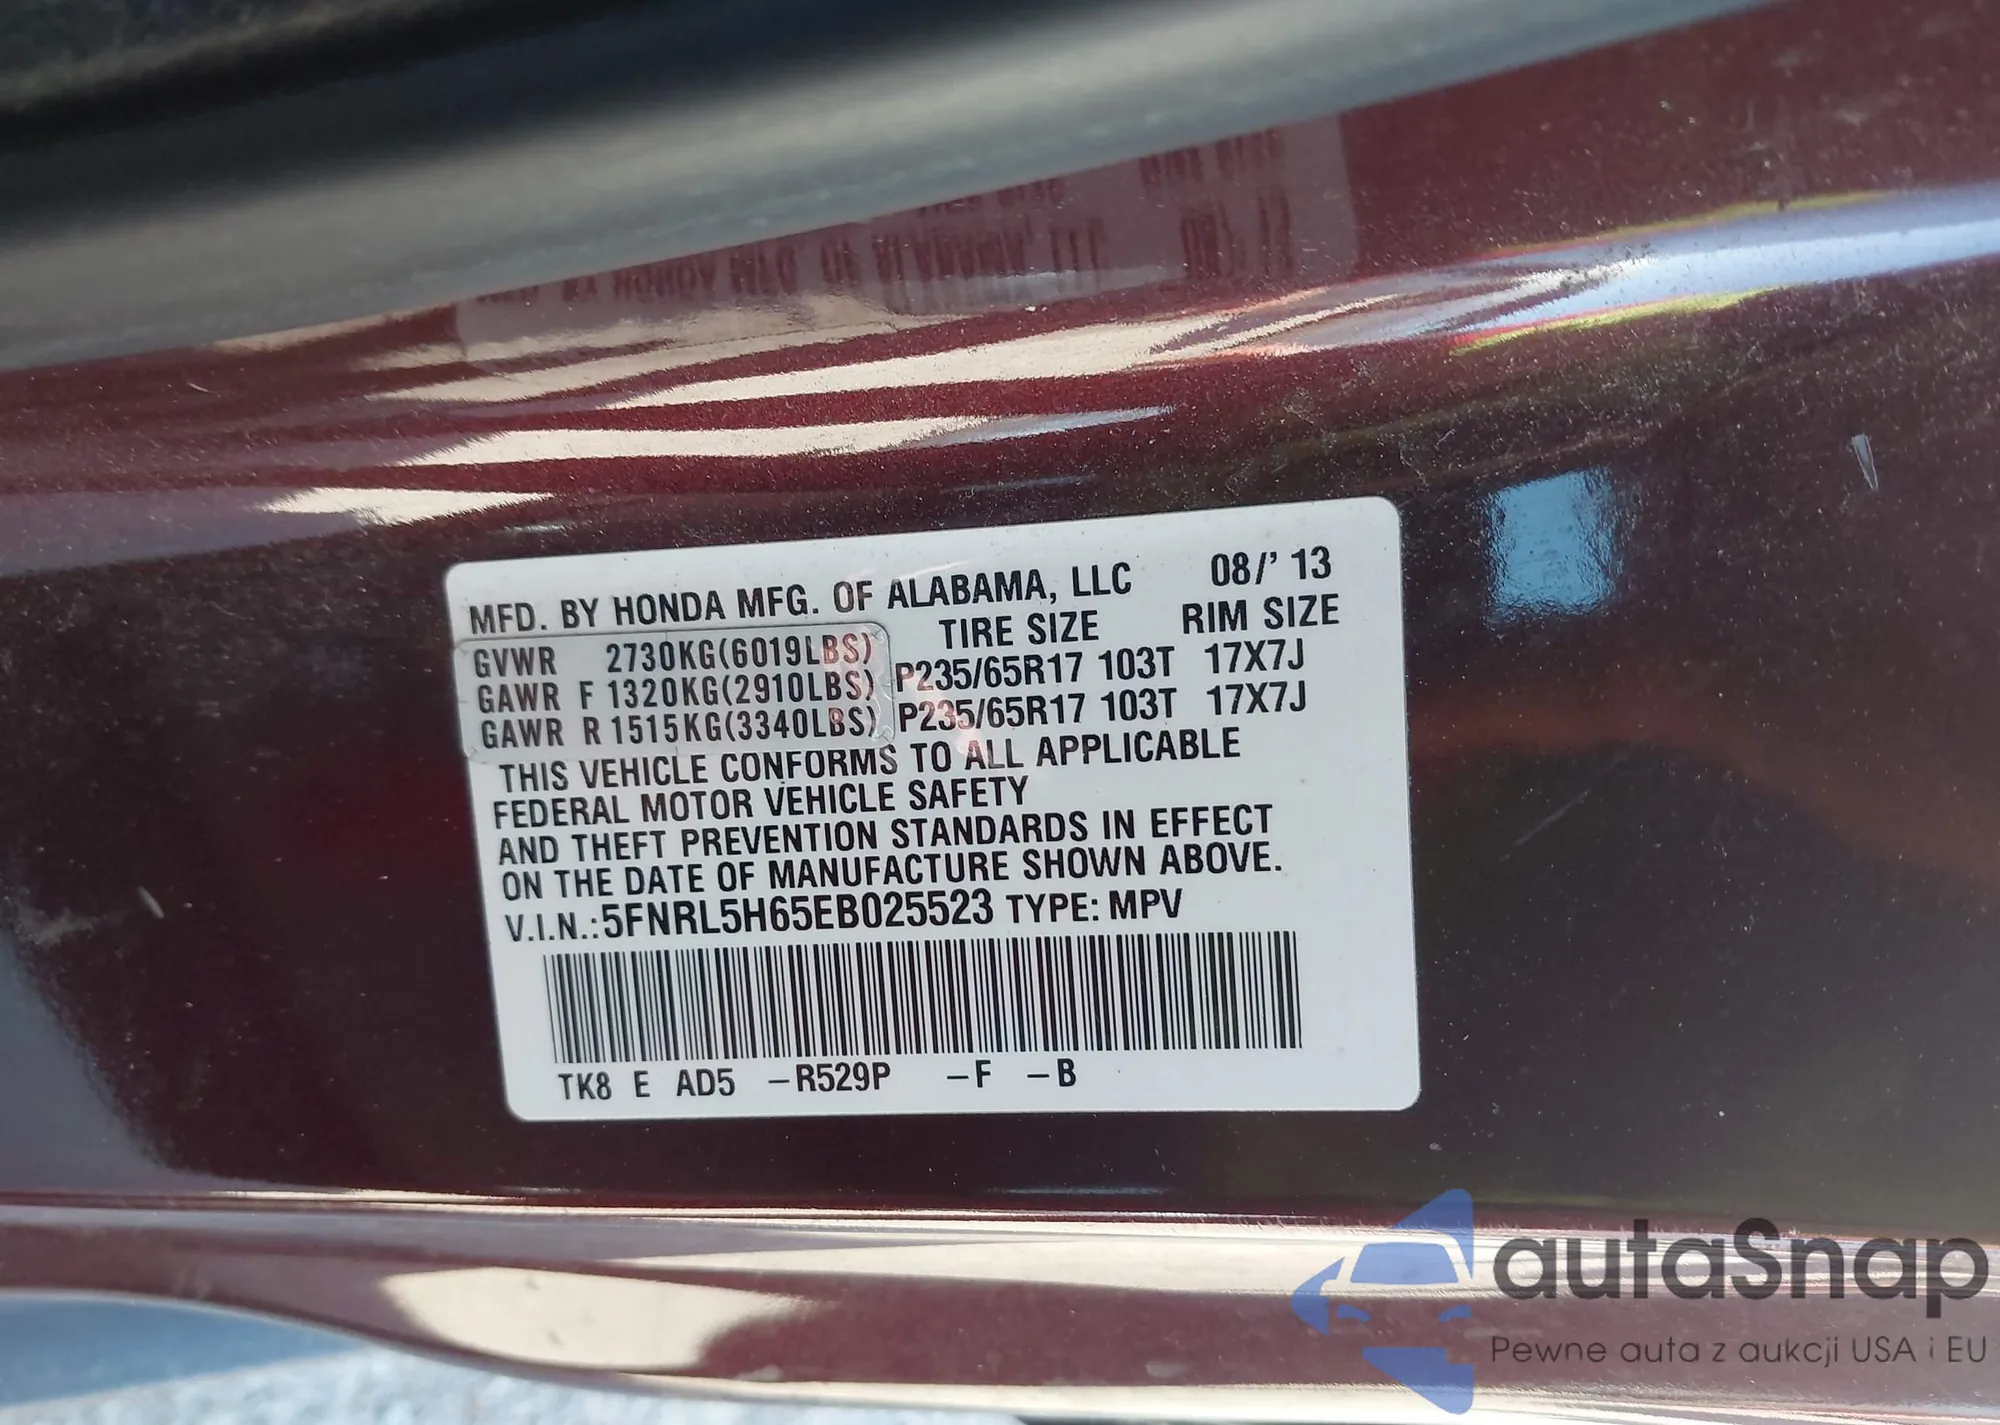 MFD. BY HONDA MFG. OF ALABAMA, LLC 08/' 13
TIRE SIZE RIM SIZE
GVWR 2730KG(6019LBS)
GAWR F 1320KG(2910LBS) P235/65R17 103T 17X7J
GAWR R 1515KG(3340LBS) P235/65R17 103T 17X7J
THIS VEHICLE CONFORMS TO ALL APPLICABLE
FEDERAL MOTOR VEHICLE SAFETY
AND THEFT PREVENTION STANDARDS IN EFFECT
ON THE DATE OF MANUFACTURE SHOWN ABOVE.
V.I.N.:5FNRL5H65EB025523 TYPE: MPV
TK8 E AD5 –R529P –F –B
autaSnap
Pewne auta z aukcji USA i EU